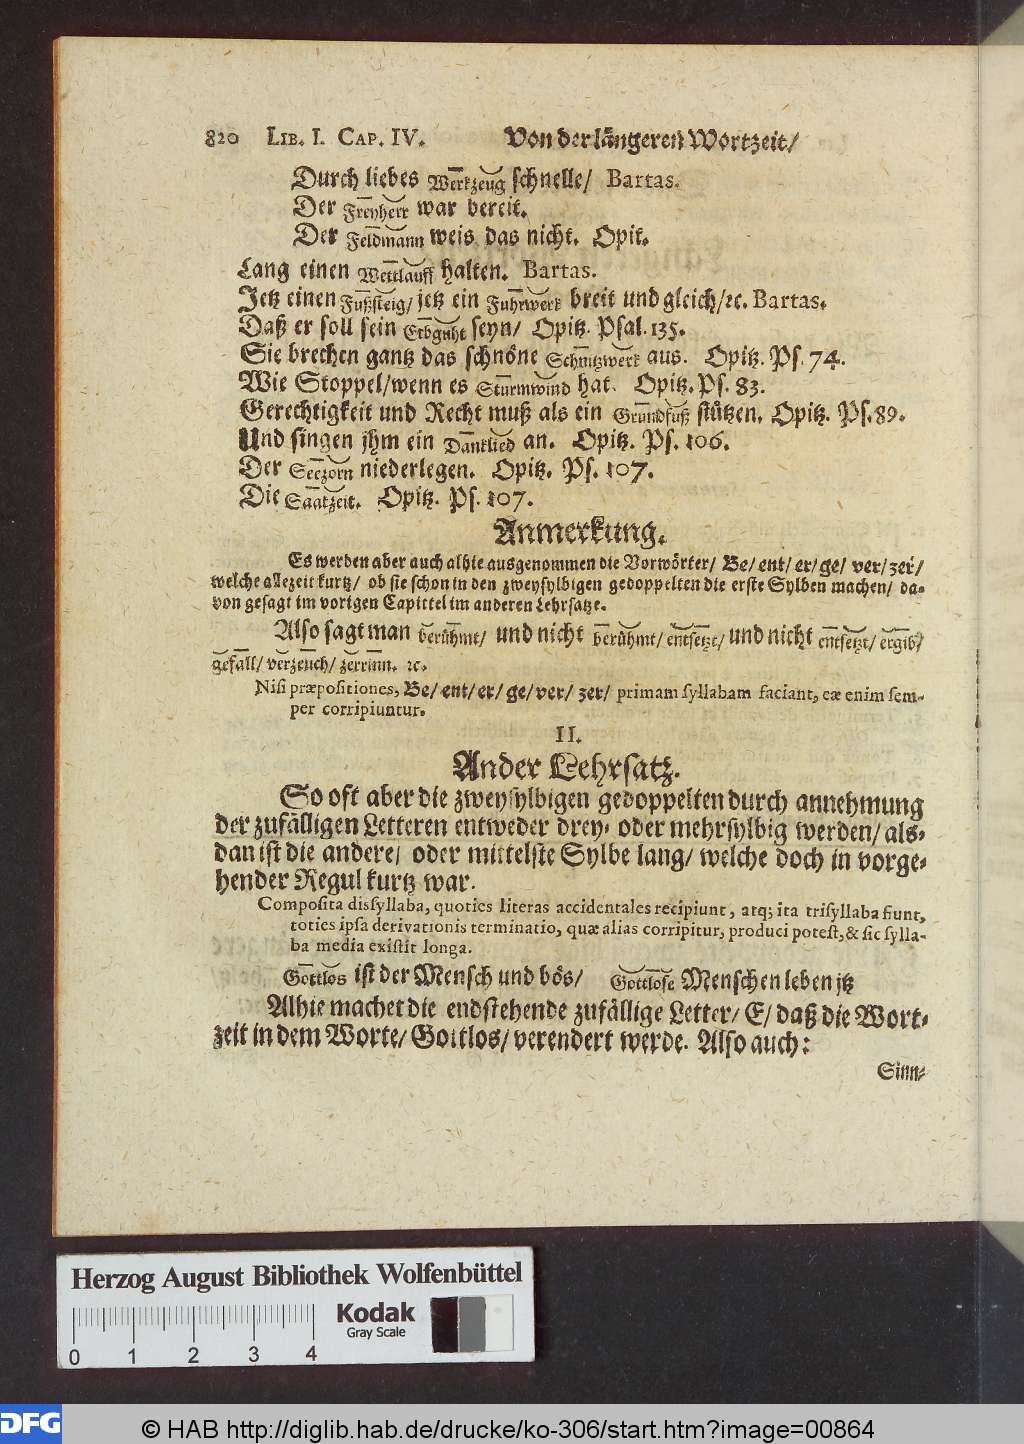 820 LIB. I. CAP. IV. Von der längeren Wortzeit/
Durch liebes Werkzeug schnelle/ Bartas.
Der Freyherr war bereit.
Der Feldmann weis das nicht. Opit.
Lang einen Wettlauff halten. Bartas.
Jetz einen Fußsteig/ jetz ein Fuhrwerk breit und gleich/ ꝛc. Bartas.
Daß er soll sein Erbguht seyn/ Opitz. Psal. 135.
Sie brechen gantz das schnöne Schnitzwerk aus. Opitz. Ps. 74.
Wie Stoppel/ wenn es Sturmwind hat. Opitz. Ps. 83.
Gerechtigkeit und Recht muß als ein Grundfuß stützen. Opitz. Ps. 89.
Und singen jhm ein Danklied an. Opitz. Ps. 106.
Der Seezorn niederlegen. Opitz. Ps. 107.
Die Saatzeit. Opitz. Ps. 107.
Anmerkung.
Es werden aber auch alhie ausgenommen die Vorwörter/ Be/ ent/ er/ ge/ ver/ zer/
welche allezeit kurtz/ ob sie schon in den zweysylbigen gedoppelten die erste Sylben machen/ da-
von gesagt im vorigen Capittel im anderen Lehrsatze.
Also sagt man berühmt/ und nicht berühmt/ entsetzt/ und nicht entsetzt/ ergib/
gefall/ verzeuch/ zerrinn. ꝛc.
Nisi præpositiones, Be/ ent/ er/ ge/ ver/ zer/ primam syllabam faciant, eæ enim sem-
per corripiuntur.
II.
Ander Lehrsatz.
So oft aber die zweysylbigen gedoppelten durch annehmung
der zufälligen Letteren entweder drey- oder mehrsylbig werden/ als-
dan ist die andere/ oder mittelste Sylbe lang/ welche doch in vorge-
hender Regul kurtz war.
Composita dissyllaba, quoties literas accidentales recipiunt, atq; ita trisyllaba fiunt,
toties ipsa derivationis terminatio, quæ alias corripitur, produci potest, & sic sylla-
ba media existit longa.
Gottlos ist der Mensch und bös/ Gottlose Menschen leben jtz
Alhie machet die endstehende zufällige Letter/ E/ daß die Wort-
zeit in dem Worte/ Gottlos/ verendert werde. Also auch:
Sinn-
Herzog August Bibliothek Wolfenbüttel
Kodak
Gray Scale
0 1 2 3 4
DFG © HAB http://diglib.hab.de/drucke/ko-306/start.htm?image=00864